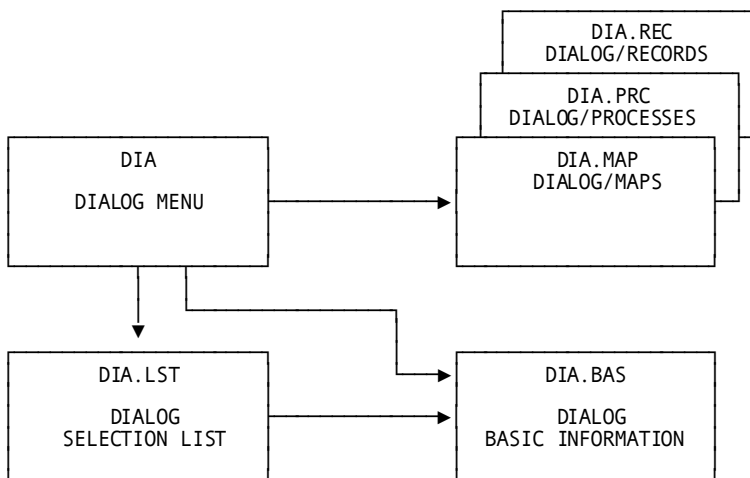 DIA.REC
DIALOG/RECORDS
DIA.PRC
DIALOG/PROCESSES
DIA
DIALOG MENU
DIA.MAP
DIALOG/MAPS
DIA.LST
DIALOG
SELECTION LIST
DIA.BAS
DIALOG
BASIC INFORMATION